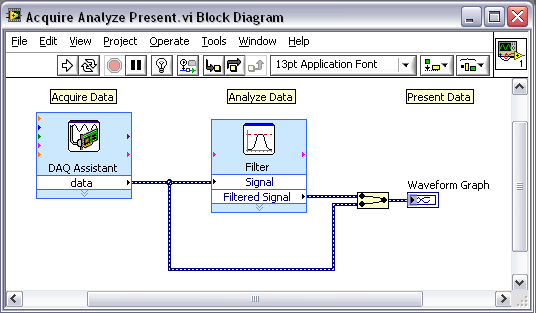 Acquire Analyze Present.vi Block Diagram
File Edit View Project Operate Tools Window Help
13pt Application Font
1
Acquire Data Analyze Data Present Data
DAQ Assistant
data
Filter
Signal
Filtered Signal
Waveform Graph